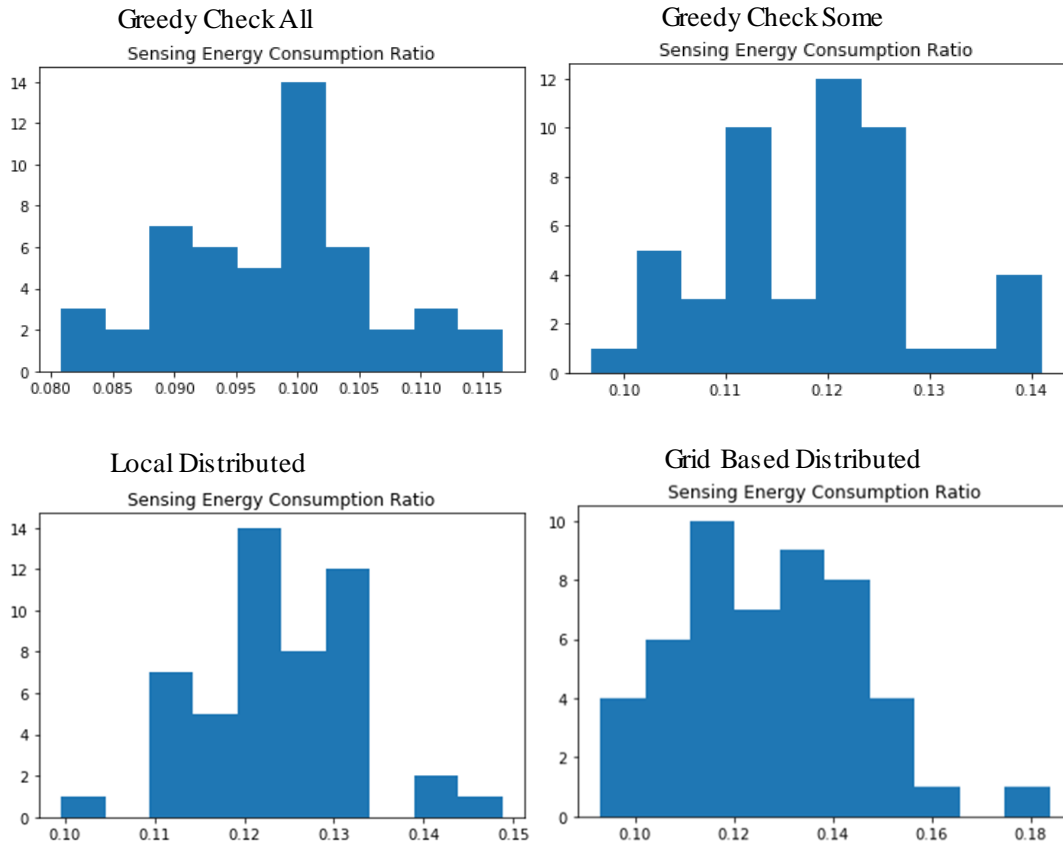 Greedy Check All
Sensing Energy Consumption Ratio
14
12
10
8
6
4
2
0
0.080 0.085 0.090 0.095 0.100 0.105 0.110 0.115
Greedy Check Some
Sensing Energy Consumption Ratio
12
10
8
6
4
2
0
0.10 0.11 0.12 0.13 0.14
Local Distributed
Sensing Energy Consumption Ratio
14
12
10
8
6
4
2
0
0.10 0.11 0.12 0.13 0.14 0.15
Grid Based Distributed
Sensing Energy Consumption Ratio
10
8
6
4
2
0
0.10 0.12 0.14 0.16 0.18